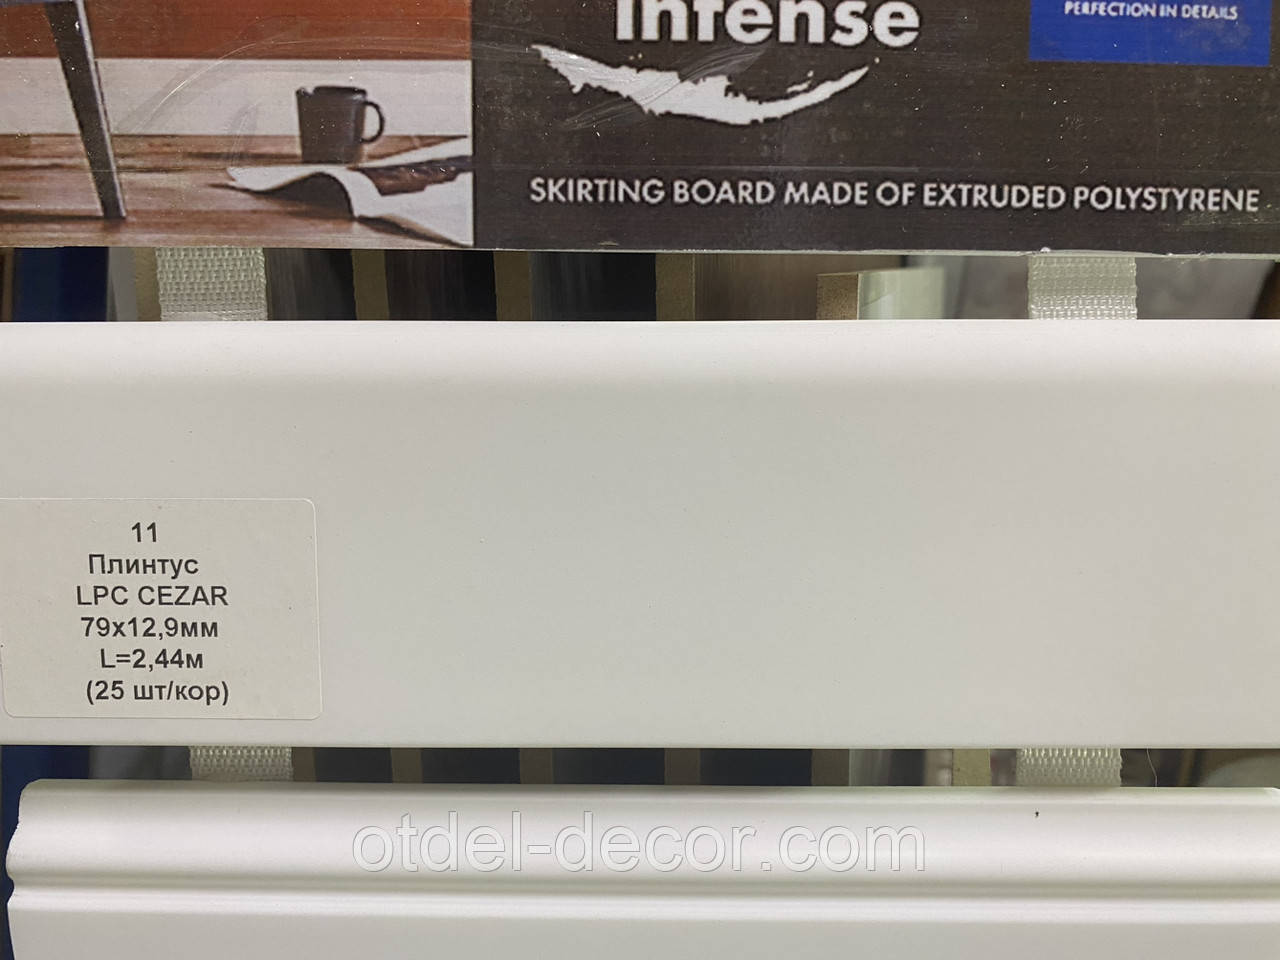 intense
PERFECTION IN DETAILS
SKIRTING BOARD MADE OF EXTRUDED POLYSTYRENE
11
Плинтус
LPC CEZAR
79х12,9мм
L=2,44м
(25 шт/кор)
otdel-decor.com